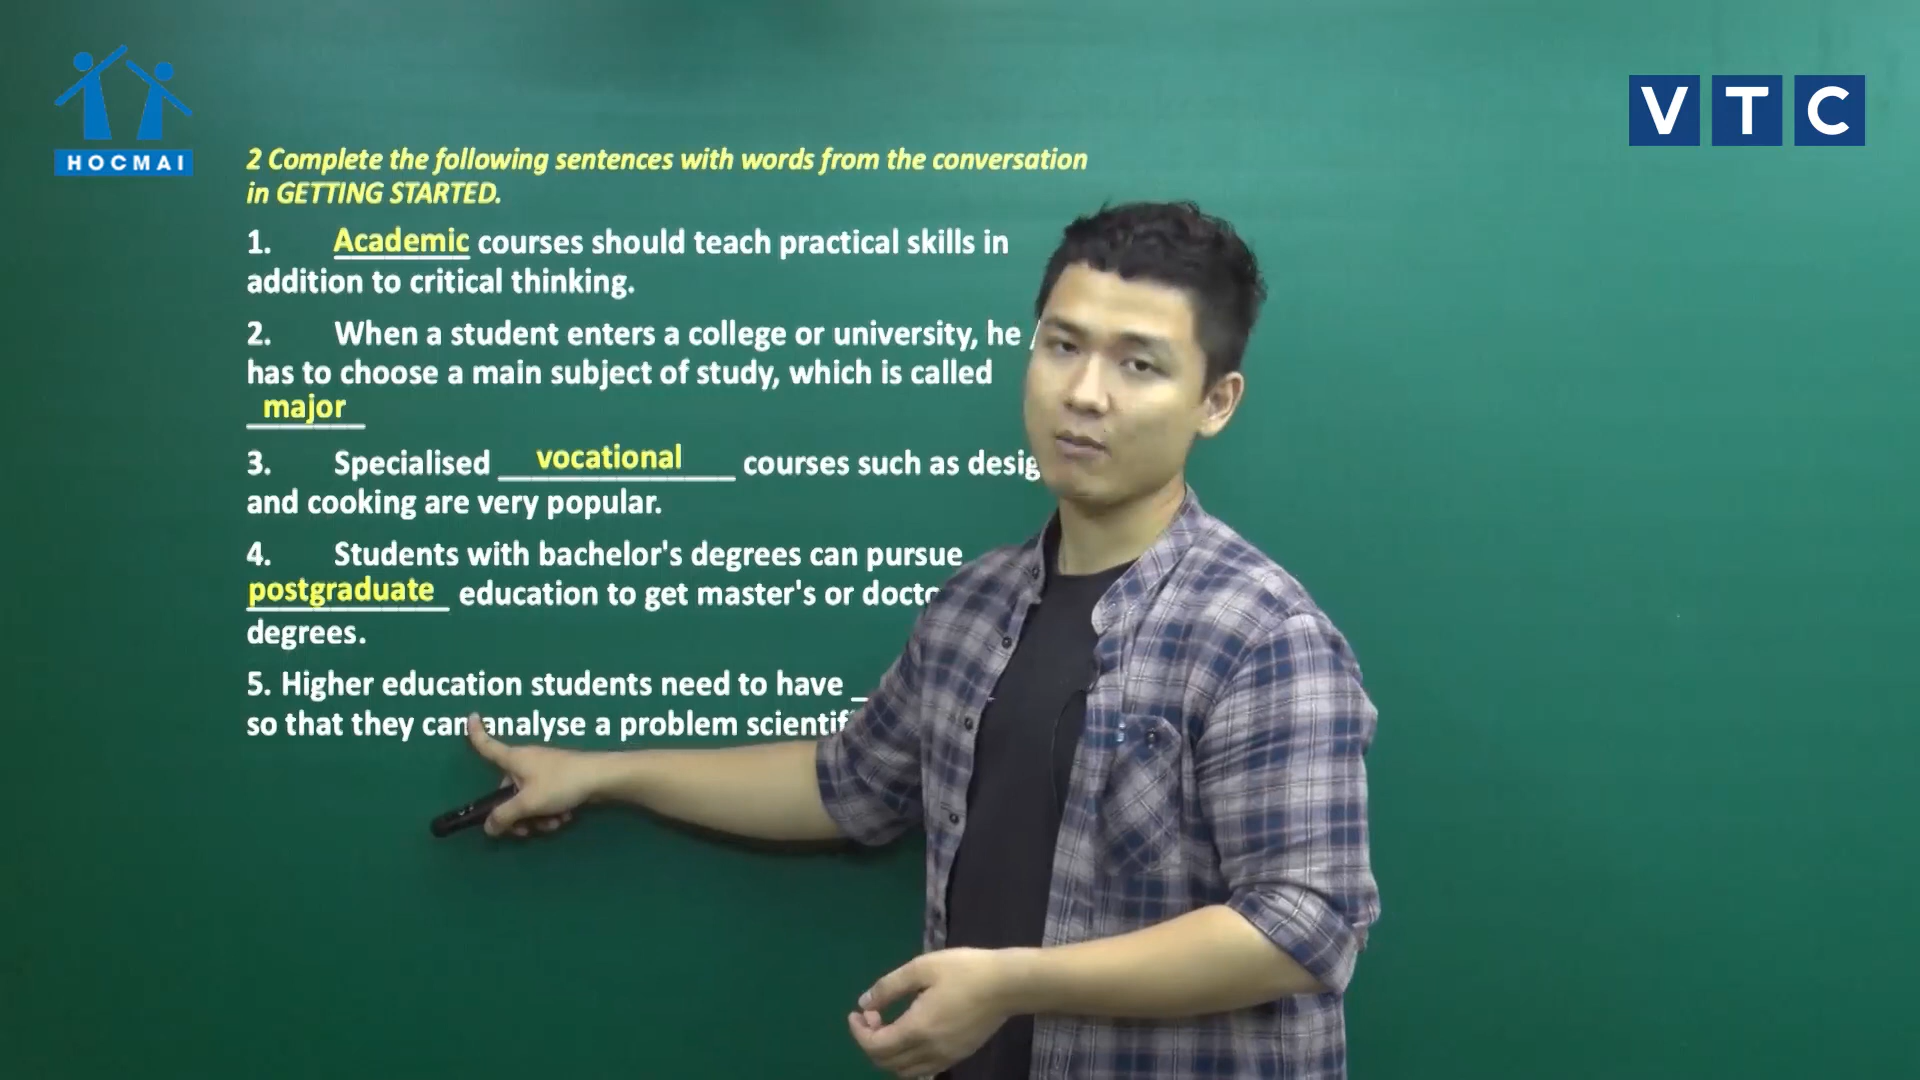 HOCMAI
VTC
2 Complete the following sentences with words from the conversation
in GETTING STARTED.
1. Academic courses should teach practical skills in
addition to critical thinking.
2. When a student enters a college or university, he /
has to choose a main subject of study, which is called
major
3. Specialised vocational courses such as
and cooking are very popular.
4. Students with bachelor's degrees can pursue
postgraduate education to get master's or
degrees.
5. Higher education students need to have _
so that they can analyse a problem